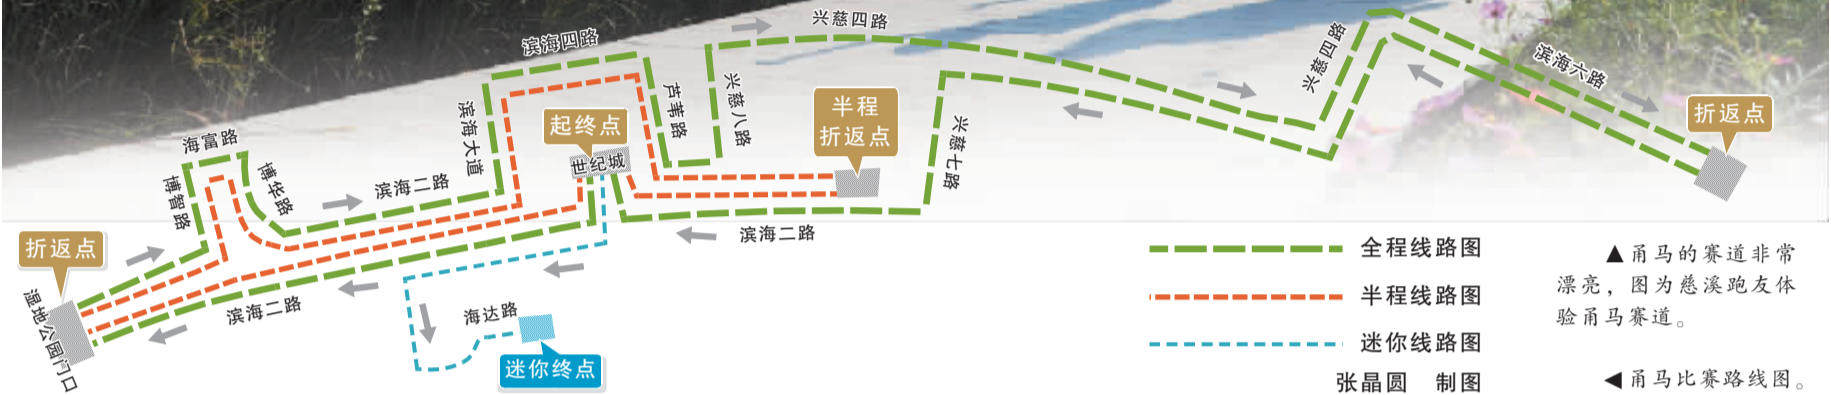 兴慈四路
滨海四路
兴慈四路
滨海六路
兴慈八路
芦苇路
滨海大道
半程
折返点
折返点
起终点
世纪城
兴慈七路
海富路
博智路
博华路
滨海二路
滨海二路
折返点
湿地公园门口
滨海二路
海达路
迷你终点
全程线路图
半程线路图
迷你线路图
张晶圆 制图
▲甬马的赛道非常
漂亮，图为慈溪跑友体
验甬马赛道。
◀甬马比赛路线图。